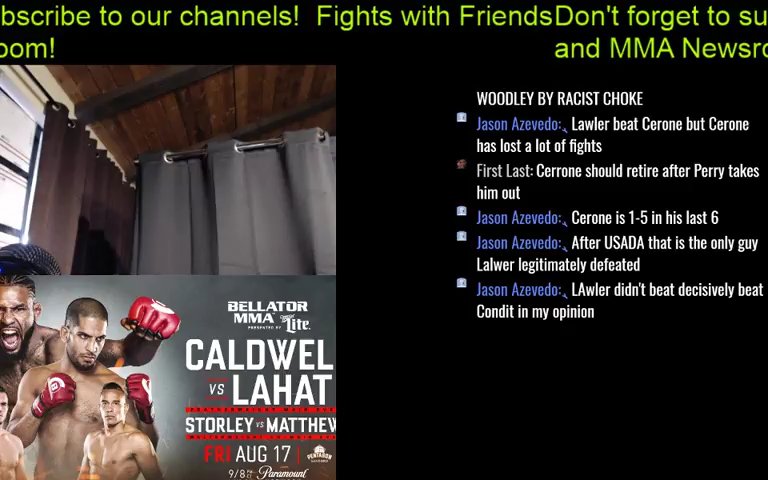 bscribe to our channels!  Fights with Friends
oom!
Don't forget to su
and MMA Newsro
WOODLEY BY RACIST CHOKE
Jason Azevedo: Lawler beat Cerone but Cerone
has lost a lot of fights
First Last: Cerrone should retire after Perry takes
him out
Jason Azevedo: Cerone is 1-5 in his last 6
Jason Azevedo: After USADA that is the only guy
Lalwer legitimately defeated
Jason Azevedo: LAwler didn't beat decisively beat
Condit in my opinion
BELLATOR
MMA PRESENTED BY Lite
CALDWEL
VS LAHAT
STORLEY VS MATTHEW
FRI AUG 17
9/8 Paramount